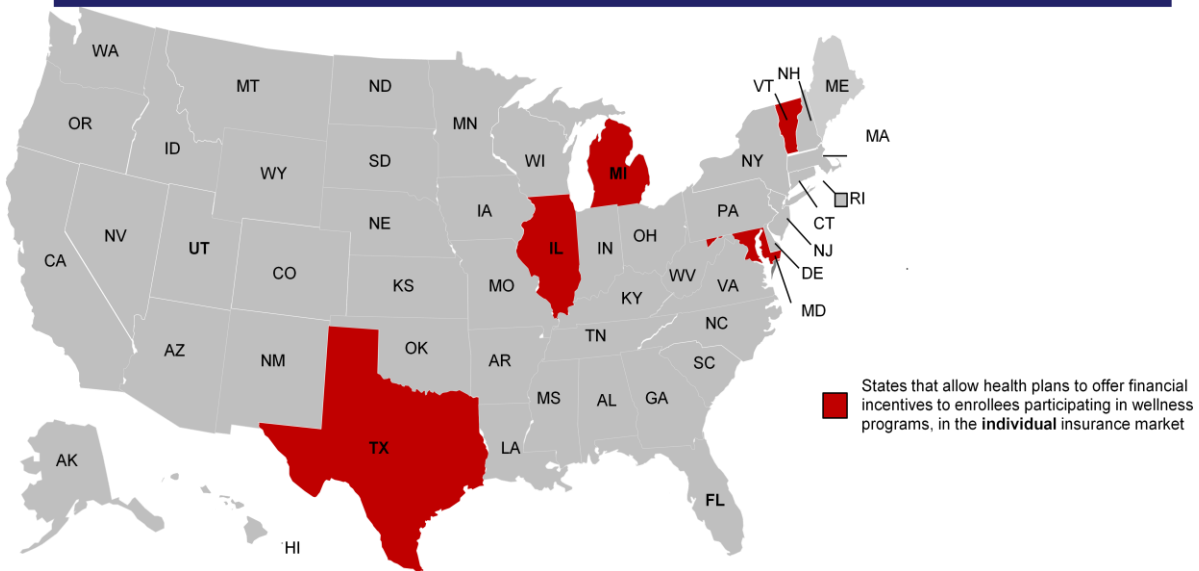 WA
MT
ND
MN
OR
ID
WY
SD
WI
MI
VT
NH
ME
MA
NY
RI
CT
NJ
DE
MD
PA
OH
IN
IL
IA
NE
NV
UT
CA
CO
KS
MO
WV
VA
KY
NC
TN
SC
AZ
NM
OK
AR
MS
AL
GA
LA
TX
FL
AK
HI
States that allow health plans to offer financial
incentives to enrollees participating in wellness
programs, in the individual insurance market